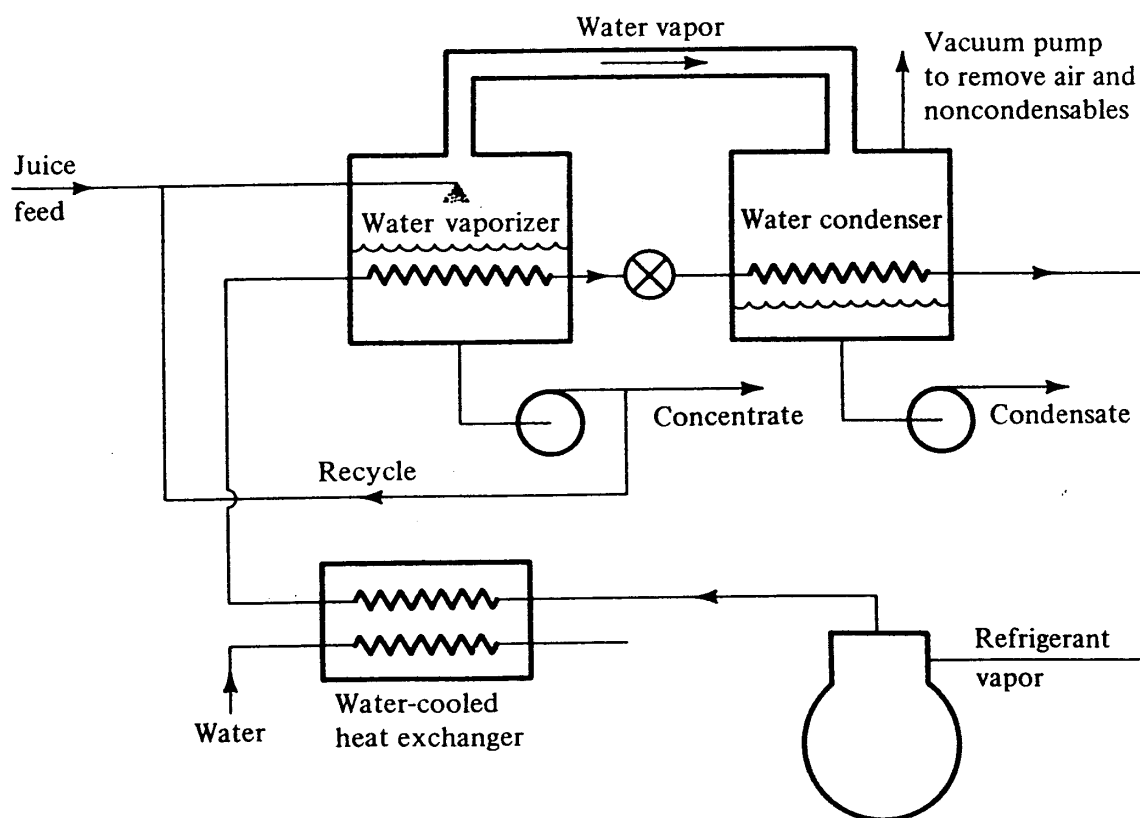 Water vapor
Vacuum pump
to remove air and
noncondensables
Juice
feed
Water vaporizer
Water condenser
Concentrate
Condensate
Recycle
Refrigerant
vapor
Water-cooled
heat exchanger
Water